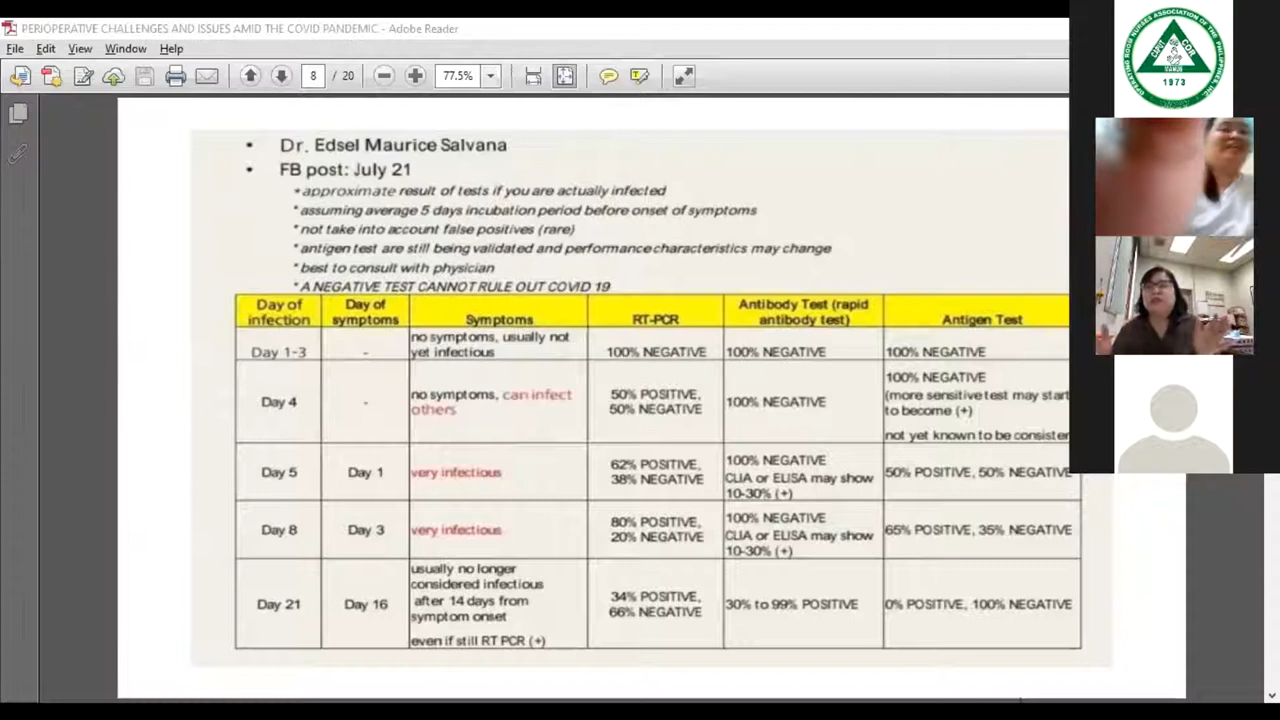 PERIOPERATIVE CHALLENGES AND ISSUES AMID THE COVID PANDEMIC - Adobe Reader
File Edit View Window Help
8 / 20 77.5%
• Dr. Edsel Maurice Salvana
• FB post: July 21
*approximate result of tests if you are actually infected
*assuming average 5 days incubation period before onset of symptoms
*not take into account false positives (rare)
*antigen test are still being validated and performance characteristics may change
*best to consult with physician
*A NEGATIVE TEST CANNOT RULE OUT COVID 19
Day of infection Day of symptoms Symptoms RT-PCR Antibody Test (rapid antibody test) Antigen Test
Day 1-3 - no symptoms, usually not yet infectious 100% NEGATIVE 100% NEGATIVE 100% NEGATIVE
Day 4 - no symptoms, can infect others 50% POSITIVE, 50% NEGATIVE 100% NEGATIVE 100% NEGATIVE (more sensitive test may start to become (+) not yet known to be consisten
Day 5 Day 1 very infectious 62% POSITIVE, 38% NEGATIVE 100% NEGATIVE CLIA or ELISA may show 10-30% (+) 50% POSITIVE, 50% NEGATIVE
Day 8 Day 3 very infectious 80% POSITIVE, 20% NEGATIVE 100% NEGATIVE CLIA or ELISA may show 10-30% (+) 65% POSITIVE, 35% NEGATIVE
Day 21 Day 16 usually no longer considered infectious after 14 days from symptom onset even if still RT PCR (+) 34% POSITIVE, 66% NEGATIVE 30% to 99% POSITIVE 0% POSITIVE, 100% NEGATIVE
OPERATING ROOM NURSES ASSOCIATION OF THE PHILIPPINES, INC.
CAPUT
COR
MANUS
1973